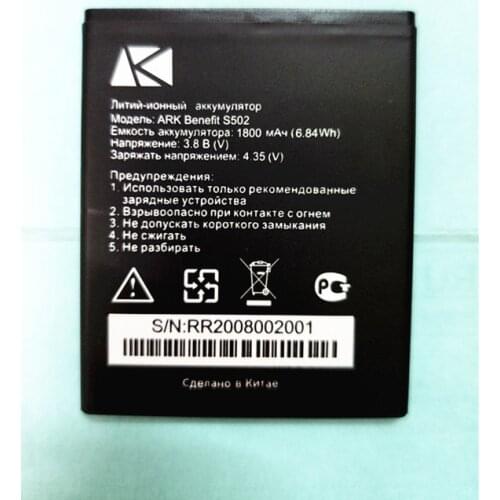 AK
Литий-ионный аккумулятор
Модель: ARK Benefit S502
Емкость аккумулятора: 1800 мАч (6.84Wh)
Напряжение: 3.8 В (V)
Заряжать напряжением: 4.35 (V)
Предупреждения:
1. Использовать только рекомендованные
зарядные устройства
2. Взрывоопасно при контакте с огнем
3. Не допускать короткого замыкания
4. Не сжигать
5. Не разбирать
PG
S/N:RR2008002001
Сделано в Китае